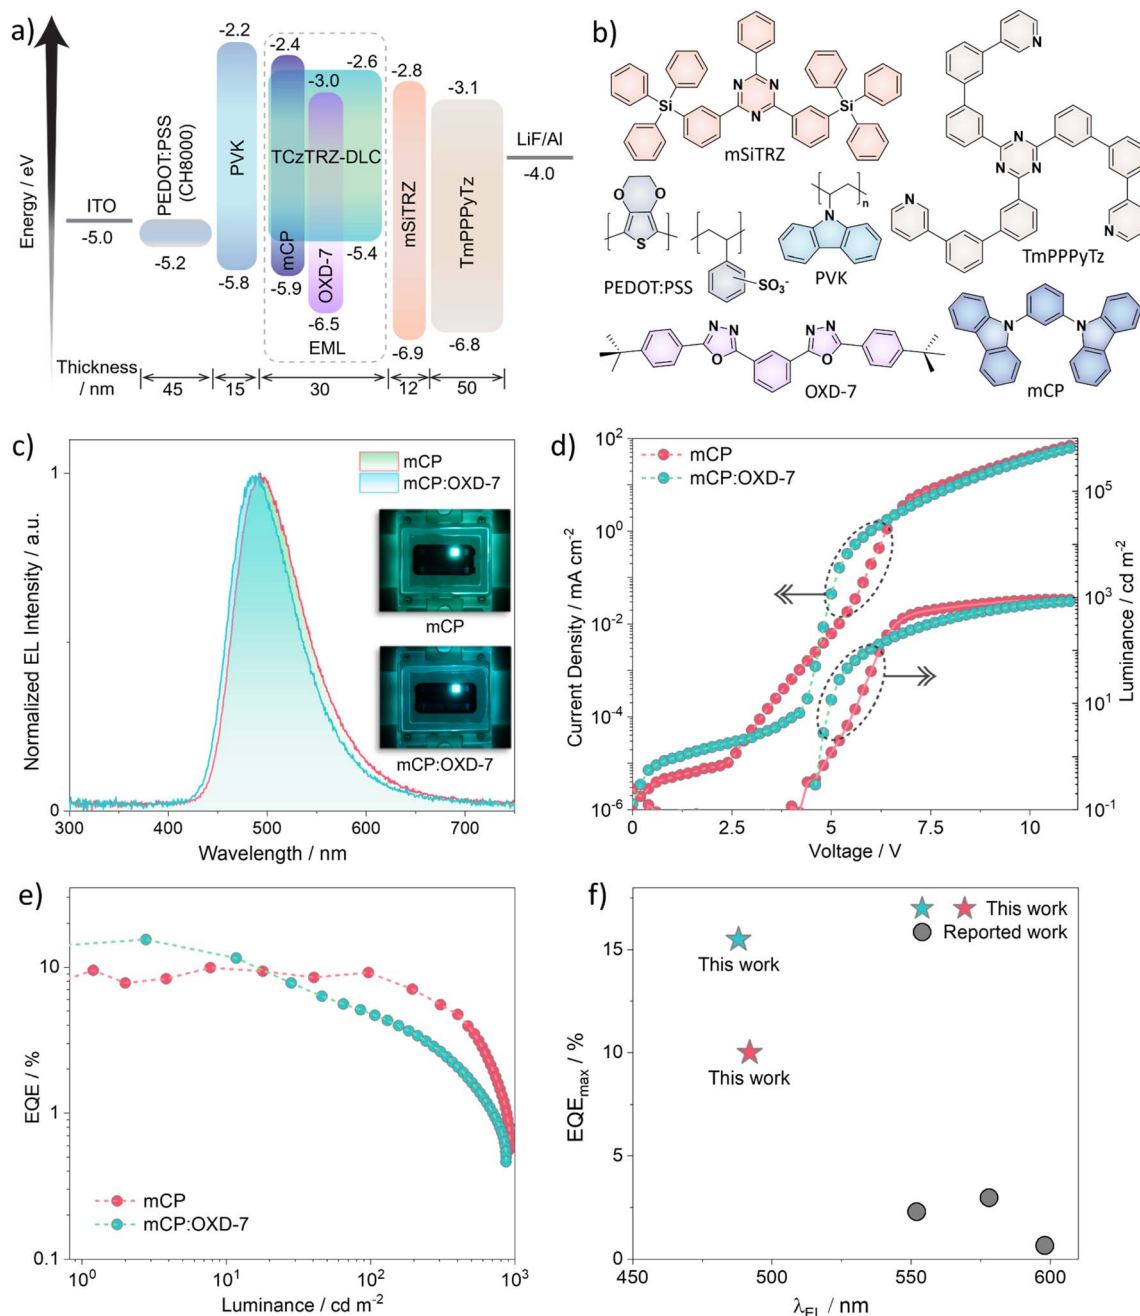 a)
Energy / eV
ITO
-5.0
PEDOT:PSS
(CH8000)
-5.2
-2.2
PVK
-5.8
-2.4
-2.6
-3.0
TCzTRZ-DLC
mCP
-5.9
OXD-7
-5.4
-6.5
EML
-2.8
mSiTRZ
-6.9
-3.1
TmPPPyTz
-6.8
LiF/Al
-4.0
Thickness
/ nm
45
15
30
12
50
b)
Si
N
N
N
Si
mSiTRZ
N
N
N
N
N
N
TmPPPyTz
O
O
S
SO3-
PEDOT:PSS
n
N
PVK
N-N
O
N-N
O
OXD-7
N
N
mCP
c)
Normalized EL Intensity / a.u.
1
0
mCP
mCP:OXD-7
mCP
mCP:OXD-7
300
400
500
600
700
Wavelength / nm
d)
Current Density / mA cm-2
10^2
10^0
10^-2
10^-4
10^-6
mCP
mCP:OXD-7
10^5
10^3
10^1
10^-1
Luminance / cd m-2
0
2.5
5
7.5
10
Voltage / V
e)
EQE / %
10
1
0.1
mCP
mCP:OXD-7
10^0
10^1
10^2
10^3
Luminance / cd m-2
f)
EQEmax / %
15
10
5
0
This work
Reported work
This work
This work
450
500
550
600
λEL / nm